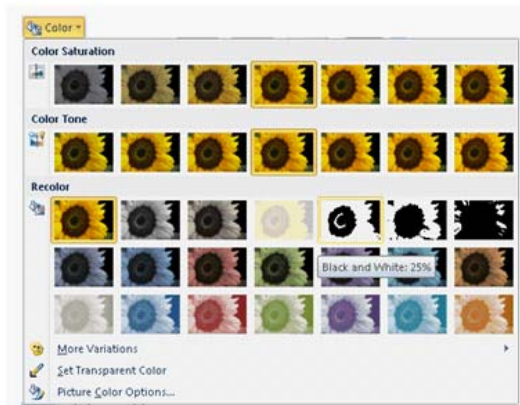 Color
Color Saturation
Color Tone
Recolor
Black and White: 25%
More Variations
Set Transparent Color
Picture Color Options...